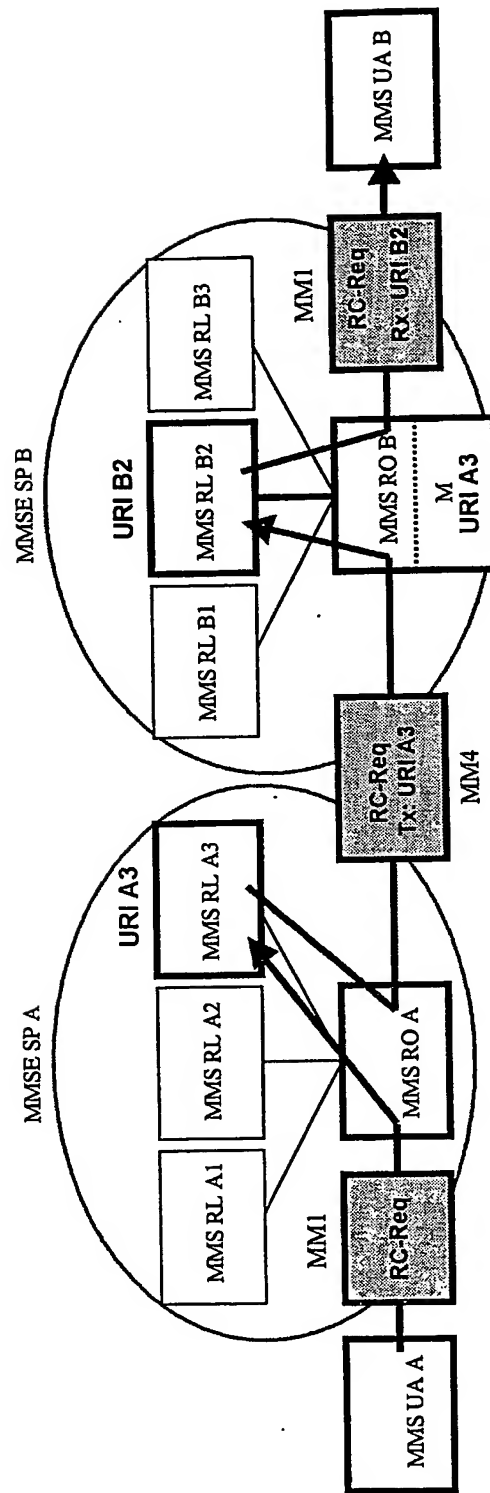 MMSE SP A
MMSE SP B
URI A3
URI B2
MMS RL A1
MMS RL A2
MMS RL A3
MMS RL B1
MMS RL B2
MMS RL B3
MM1
MM1
MMS UA A
RC-Req
MMS RO A
RC-Req
Tx: URI A3
MM4
MMS RO B
M
URI A3
RC-Req
Rx: URI B2
MMS UA B